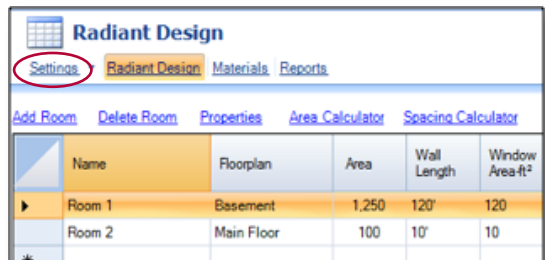 Radiant Design
Settings Radiant Design Materials Reports
Add Room Delete Room Properties Area Calculator Spacing Calculator
Name Floorplan Area Wall Length Window Area-ft²
Room 1 Basement 1,250 120' 120
Room 2 Main Floor 100 10' 10
*